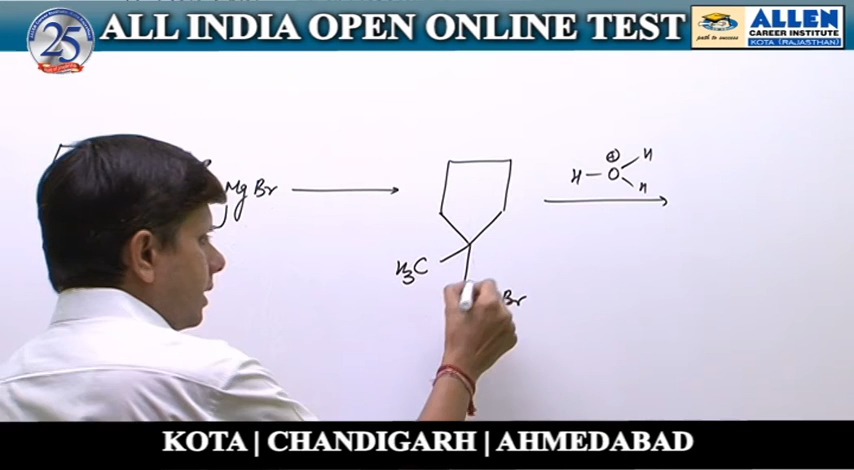 25
ALL INDIA OPEN ONLINE TEST
path to success
ALLEN
CAREER INSTITUTE
KOTA (RAJASTHAN)
MgBr
H₃C
Br
H
⊕
O
H
H
KOTA | CHANDIGARH | AHMEDABAD